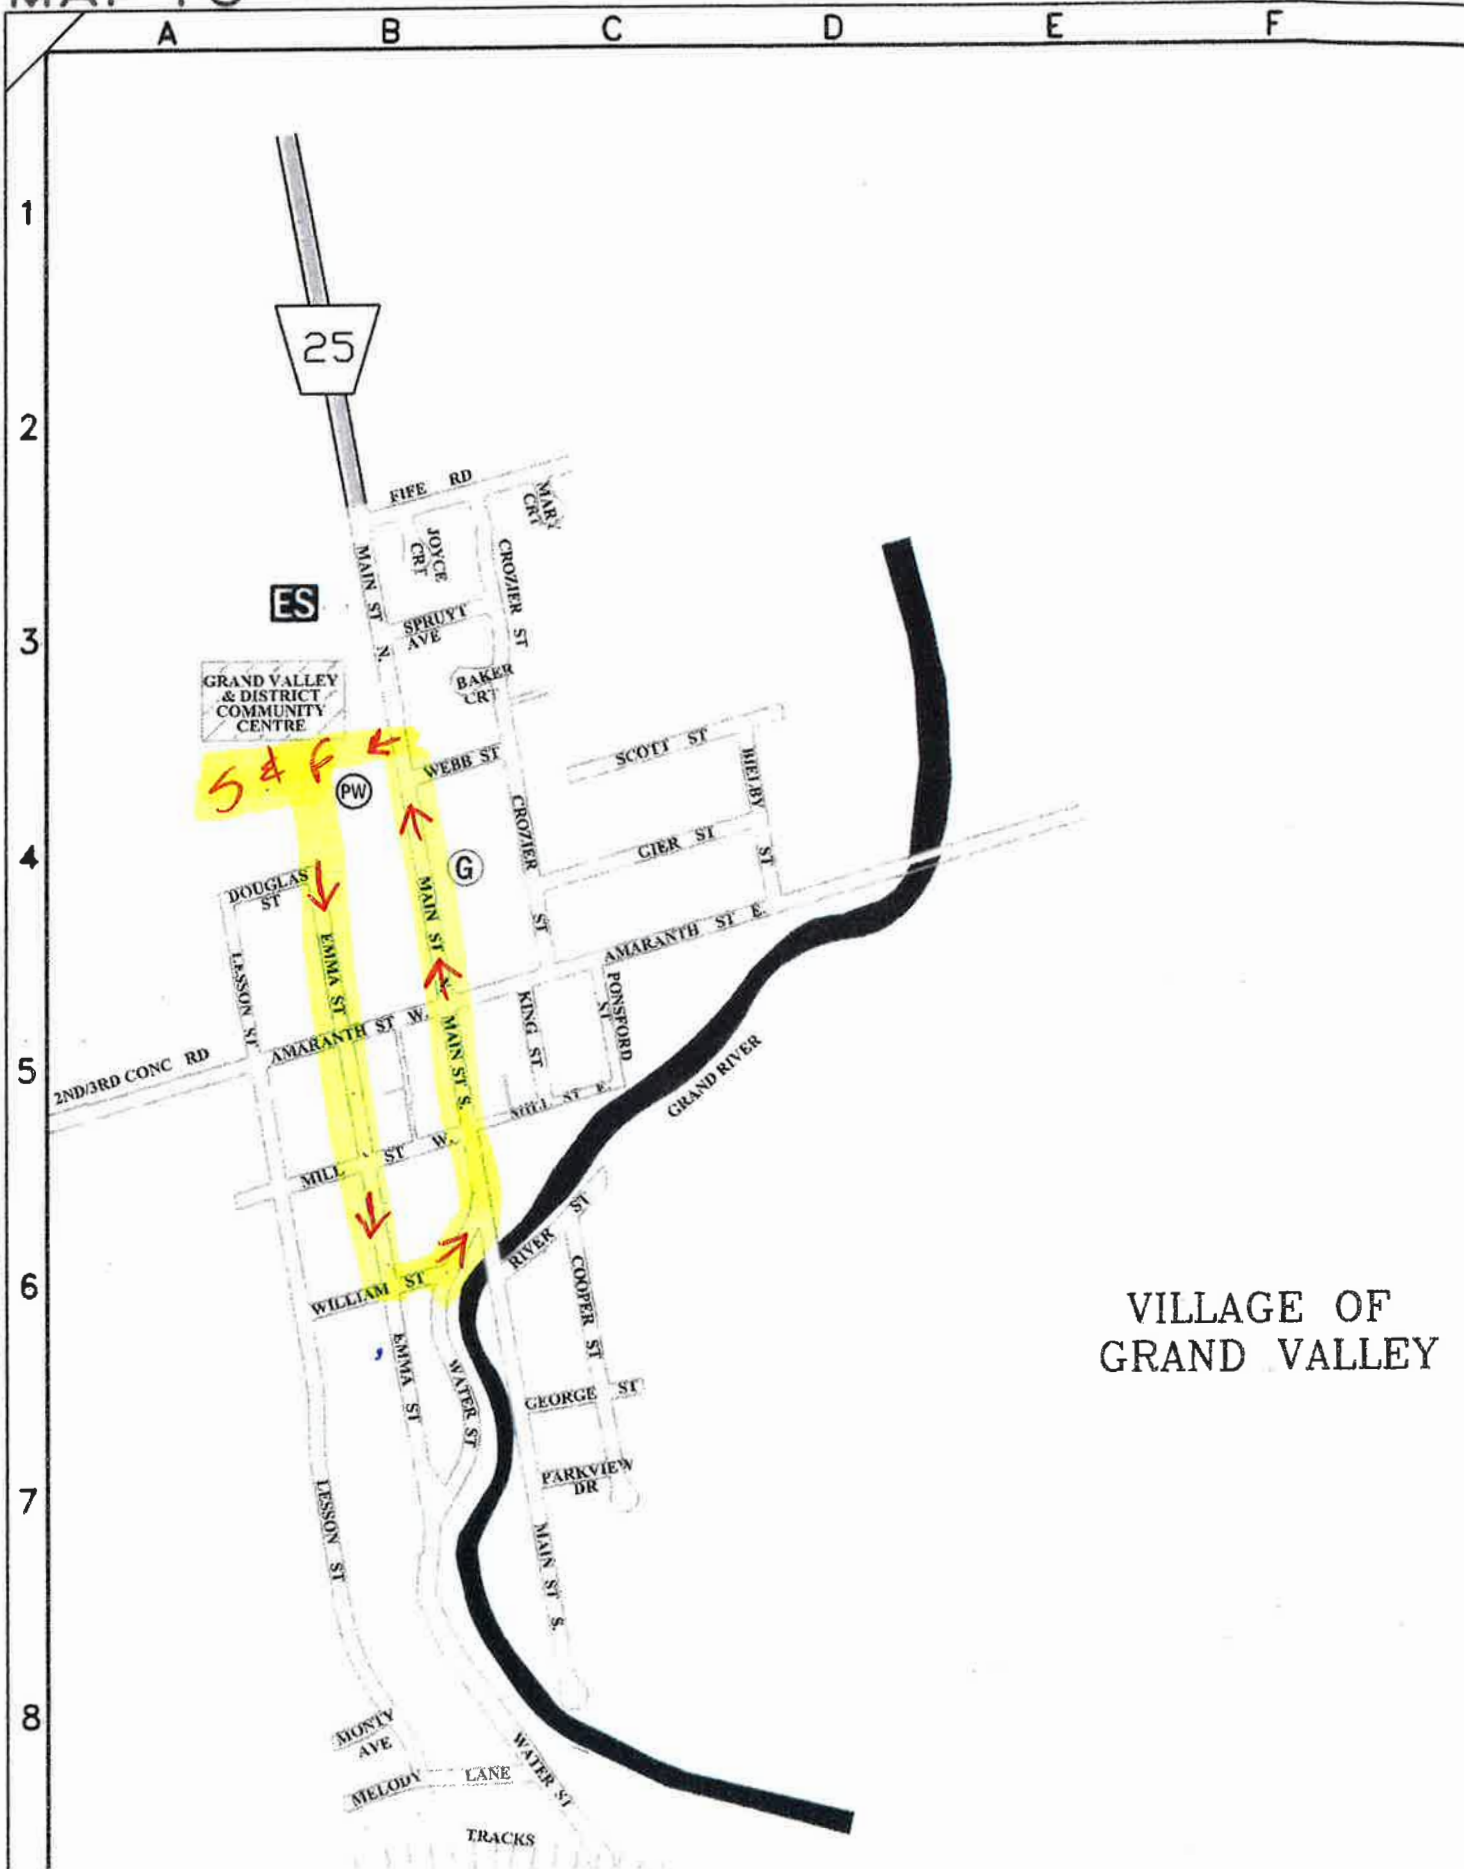 A B C D E F
1
25
2
FIFE RD
MARY
CRT
JOYCE
CRT
MAIN ST N.
CROZIER ST
ES
SPRUYT
AVE
3
BAKER
CRT
GRAND VALLEY
& DISTRICT
COMMUNITY
CENTRE
S & F
PW
WEBB ST
SCOTT ST
BIELBY ST
CROZIER ST
4
G
GIER ST
DOUGLAS
ST
MAIN ST N.
EMMA ST
LESSON ST
AMARANTH ST E.
AMARANTH ST W.
KING ST
PONSFORD
ST
MAIN ST S.
5
2ND/3RD CONC RD
MILL ST E.
GRAND RIVER
MILL ST W.
RIVER ST
6
WILLIAM ST
COOPER ST
VILLAGE OF
GRAND VALLEY
EMMA ST
WATER ST
GEORGE ST
PARKVIEW
DR
7
LESSON ST
MAIN ST S.
8
MONTY
AVE
WATER ST
MELODY LANE
TRACKS